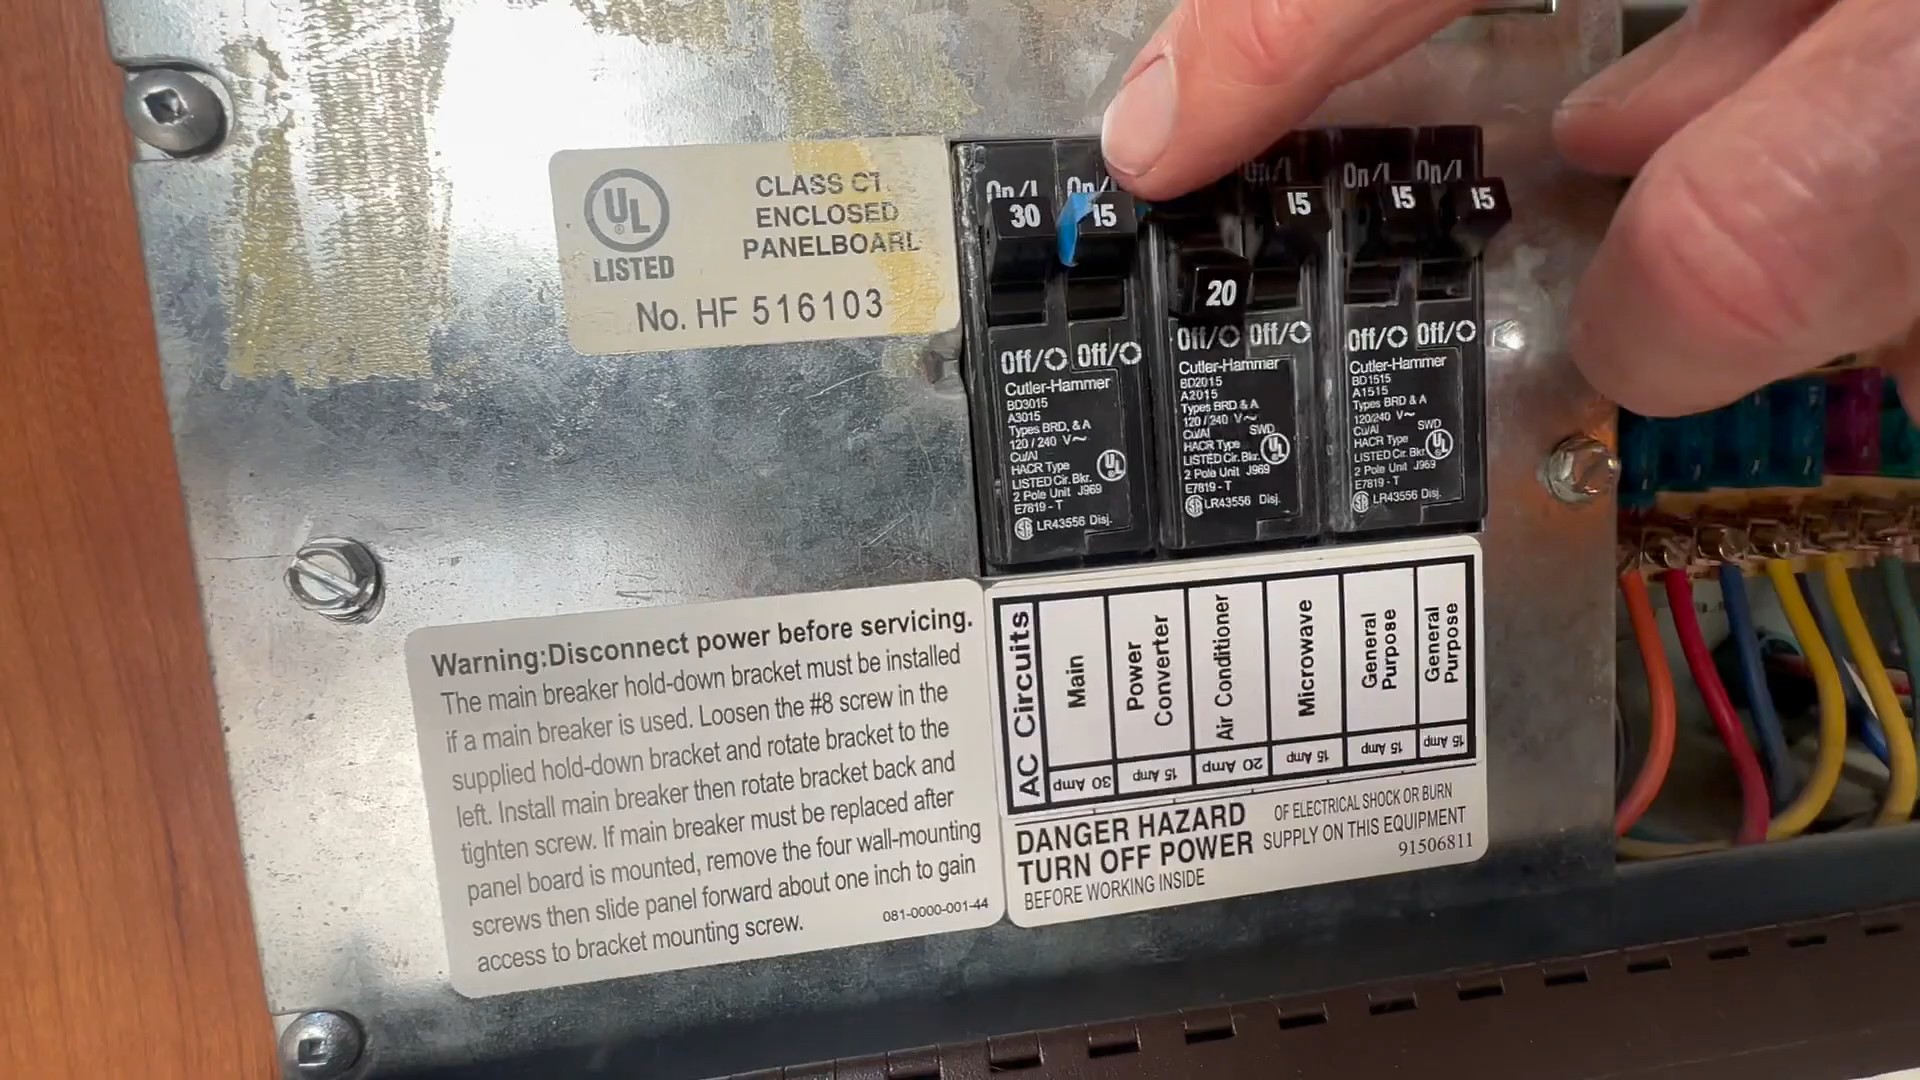 UL
®
LISTED
CLASS CT
ENCLOSED
PANELBOARD
No. HF 516103
On/I On/I On/I On/I On/I
30 15 20 15 15 15
Off/O Off/O
Cutler-Hammer
BD3015
A3015
Types BRD, & A
120 / 240 V~
Cu/Al
HACR Type
LISTED Cir. Bkr.
2 Pole Unit J969
E7819 - T
LR43556 Disj.
UL
Off/O Off/O
Cutler-Hammer
BD2015
A2015
Types BRD & A
120 / 240 V~
Cu/Al SWD
HACR Type
LISTED Cir. Bkr.
2 Pole Unit J969
E7819 - T
LR43556 Disj.
UL
Off/O Off/O
Cutler-Hammer
BD1515
A1515
Types BRD & A
120/240 V~
Cu/Al SWD
HACR Type
LISTED Cir. Bkr.
2 Pole Unit J969
E7819 - T
LR43556 Disj.
UL
Warning:Disconnect power before servicing.
The main breaker hold-down bracket must be installed
if a main breaker is used. Loosen the #8 screw in the
supplied hold-down bracket and rotate bracket to the
left. Install main breaker then rotate bracket back and
tighten screw. If main breaker must be replaced after
panel board is mounted, remove the four wall-mounting
screws then slide panel forward about one inch to gain
access to bracket mounting screw.
081-0000-001-44
AC Circuits
Main
30 Amp
Power
Converter
15 Amp
Air Conditioner
20 Amp
Microwave
15 Amp
General
Purpose
15 Amp
General
Purpose
15 Amp
DANGER HAZARD OF ELECTRICAL SHOCK OR BURN
TURN OFF POWER SUPPLY ON THIS EQUIPMENT
BEFORE WORKING INSIDE
91506811